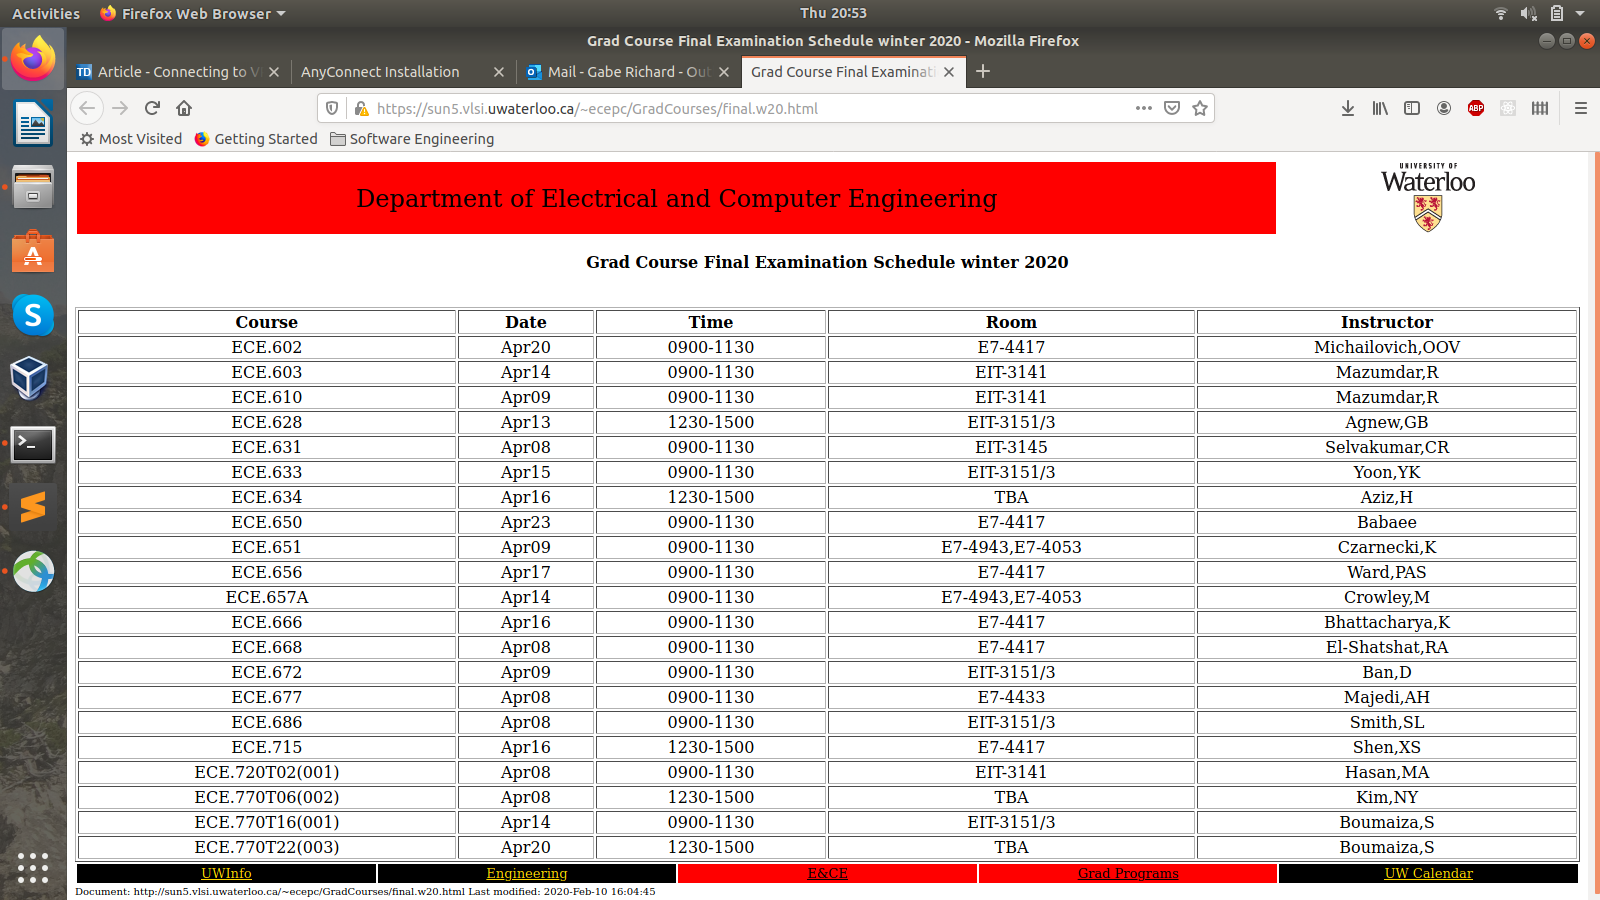 Activities Firefox Web Browser Thu 20:53
Grad Course Final Examination Schedule winter 2020 - Mozilla Firefox
TD Article - Connecting to V AnyConnect Installation Mail - Gabe Richard - Out Grad Course Final Examinati
https://sun5.vlsi.uwaterloo.ca/~ecepc/GradCourses/final.w20.html ABP
Most Visited Getting Started Software Engineering
Department of Electrical and Computer Engineering
UNIVERSITY OF
Waterloo
Grad Course Final Examination Schedule winter 2020
Course Date Time Room Instructor
ECE.602 Apr20 0900-1130 E7-4417 Michailovich,OOV
ECE.603 Apr14 0900-1130 EIT-3141 Mazumdar,R
ECE.610 Apr09 0900-1130 EIT-3141 Mazumdar,R
ECE.628 Apr13 1230-1500 EIT-3151/3 Agnew,GB
ECE.631 Apr08 0900-1130 EIT-3145 Selvakumar,CR
ECE.633 Apr15 0900-1130 EIT-3151/3 Yoon,YK
ECE.634 Apr16 1230-1500 TBA Aziz,H
ECE.650 Apr23 0900-1130 E7-4417 Babaee
ECE.651 Apr09 0900-1130 E7-4943,E7-4053 Czarnecki,K
ECE.656 Apr17 0900-1130 E7-4417 Ward,PAS
ECE.657A Apr14 0900-1130 E7-4943,E7-4053 Crowley,M
ECE.666 Apr16 0900-1130 E7-4417 Bhattacharya,K
ECE.668 Apr08 0900-1130 E7-4417 El-Shatshat,RA
ECE.672 Apr09 0900-1130 EIT-3151/3 Ban,D
ECE.677 Apr08 0900-1130 E7-4433 Majedi,AH
ECE.686 Apr08 0900-1130 EIT-3151/3 Smith,SL
ECE.715 Apr16 1230-1500 E7-4417 Shen,XS
ECE.720T02(001) Apr08 0900-1130 EIT-3141 Hasan,MA
ECE.770T06(002) Apr08 1230-1500 TBA Kim,NY
ECE.770T16(001) Apr14 0900-1130 EIT-3151/3 Boumaiza,S
ECE.770T22(003) Apr20 1230-1500 TBA Boumaiza,S
UWInfo Engineering E&CE Grad Programs UW Calendar
Document: http://sun5.vlsi.uwaterloo.ca/~ecepc/GradCourses/final.w20.html Last modified: 2020-Feb-10 16:04:45